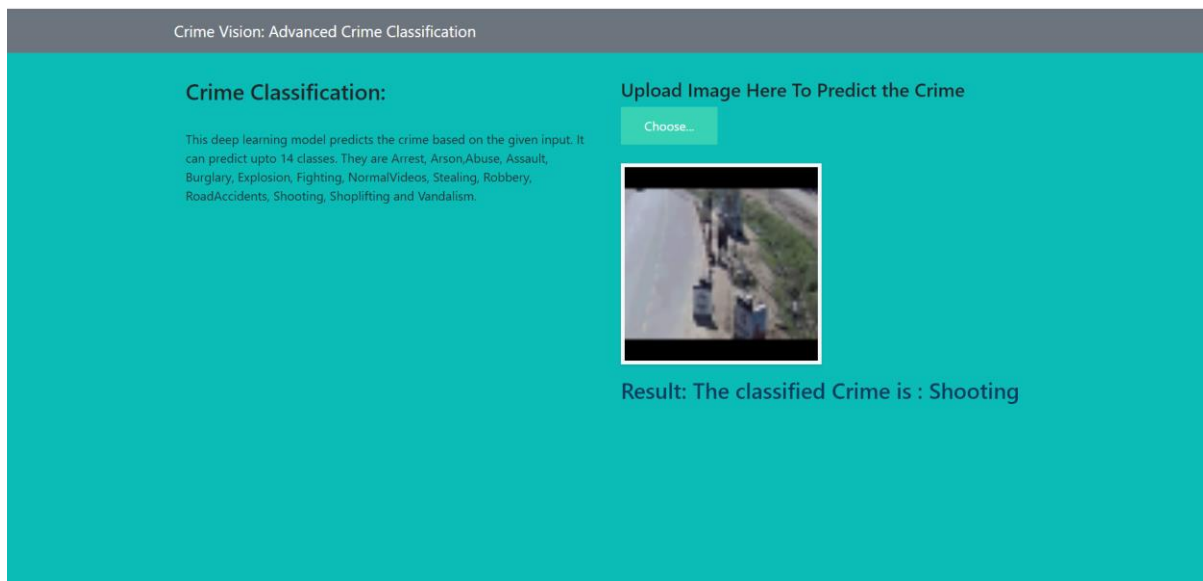 Crime Vision: Advanced Crime Classification
Crime Classification:
This deep learning model predicts the crime based on the given input. It
can predict upto 14 classes. They are Arrest, Arson,Abuse, Assault,
Burglary, Explosion, Fighting, NormalVideos, Stealing, Robbery,
RoadAccidents, Shooting, Shoplifting and Vandalism.
Upload Image Here To Predict the Crime
Choose...
Result: The classified Crime is : Shooting